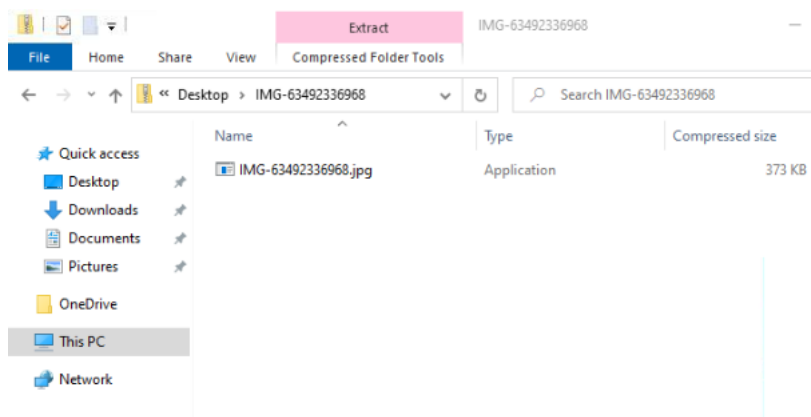 Extract
IMG-63492336968
File
Home
Share
View
Compressed Folder Tools
« Desktop > IMG-63492336968
Search IMG-63492336968
Name
Type
Compressed size
Quick access
IMG-63492336968.jpg
Application
373 KB
Desktop
Downloads
Documents
Pictures
OneDrive
This PC
Network